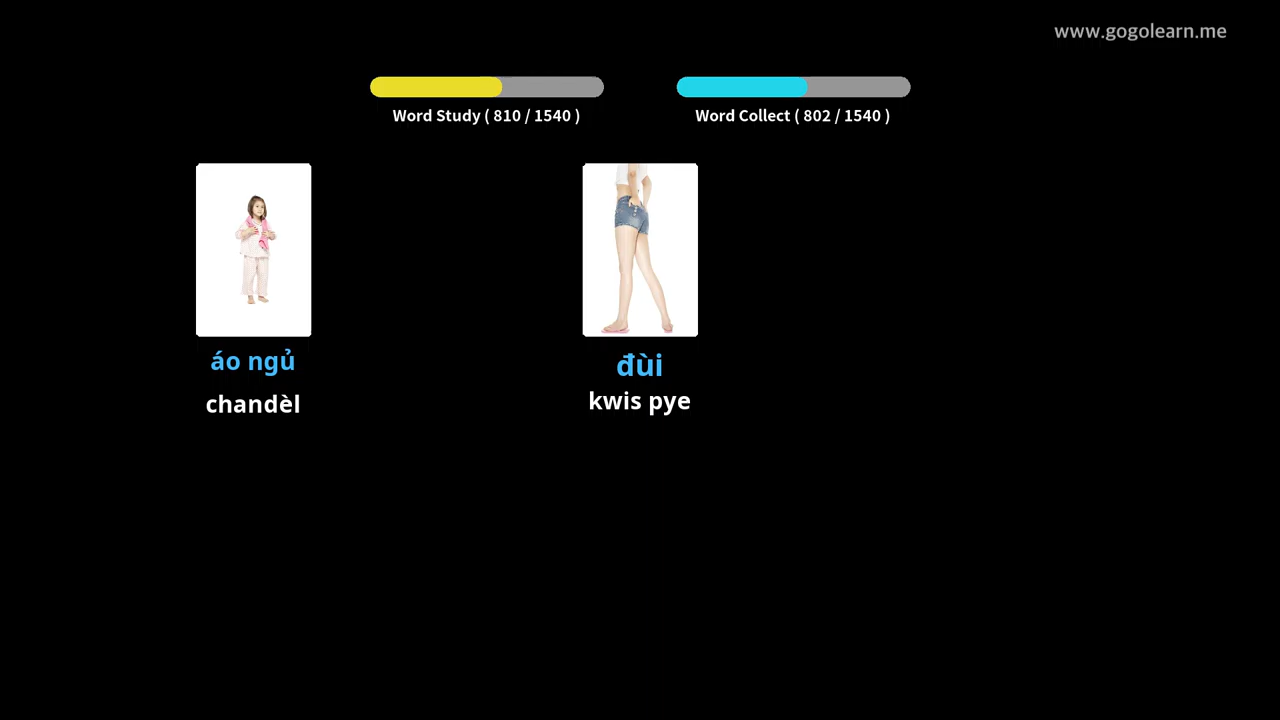 www.gogolearn.me
Word Study ( 810 / 1540 )
Word Collect ( 802 / 1540 )
áo ngủ
chandèl
đùi
kwis pye